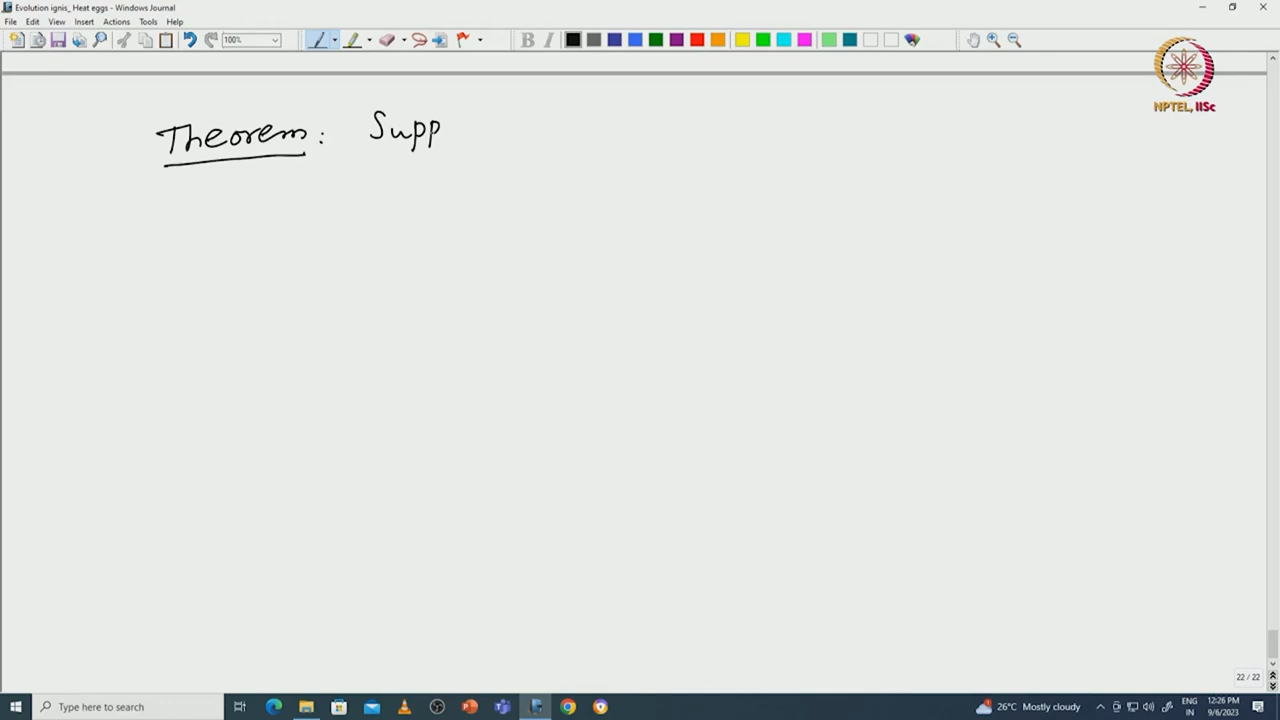 Evolution ignis_ Heat eggs - Windows Journal
File Edit View Insert Actions Tools Help
100% B I
NPTEL, IISc
Theorem: Supp
22 / 22
Type here to search
26°C Mostly cloudy
ENG
IN
12:26 PM
9/6/2023